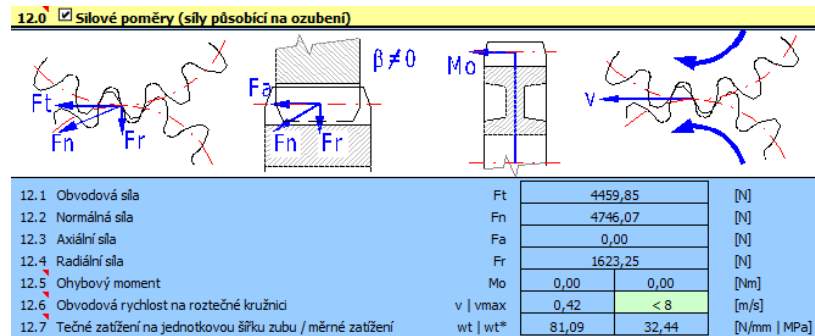 12.0 Silové poměry (síly působící na ozubení)
Ft Fn Fr
Fa Fn Fr β≠0
Mo
v
12.1 Obvodová síla Ft 4459,85 [N]
12.2 Normálná síla Fn 4746,07 [N]
12.3 Axiální síla Fa 0,00 [N]
12.4 Radiální síla Fr 1623,25 [N]
12.5 Ohybový moment Mo 0,00 0,00 [Nm]
12.6 Obvodová rychlost na roztečné kružnici v | vmax 0,42 < 8 [m/s]
12.7 Tečné zatížení na jednotkovou šířku zubu / měrné zatížení wt | wt* 81,09 32,44 [N/mm | MPa]